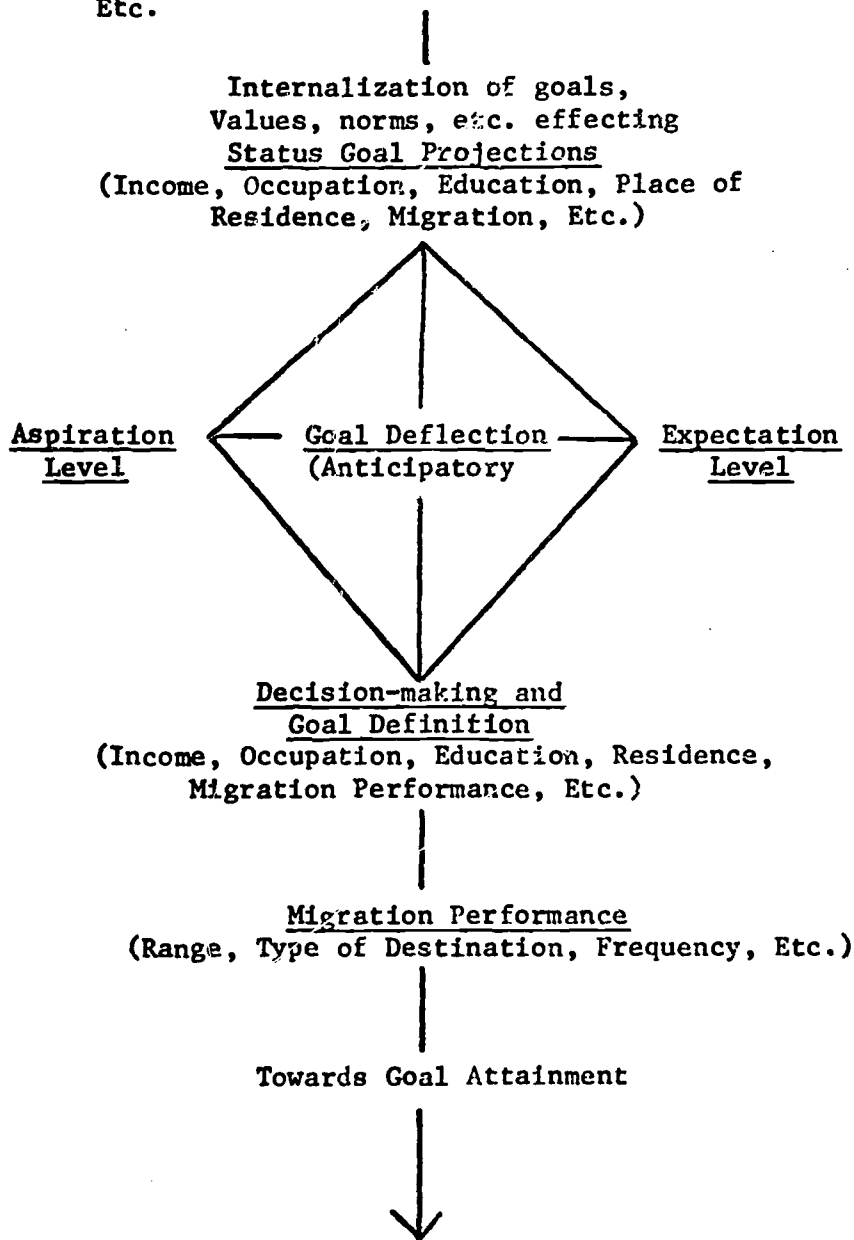 Etc.
Internalization of goals,
Values, norms, etc. effecting
Status Goal Projections
(Income, Occupation, Education, Place of
Residence, Migration, Etc.)
Aspiration Goal Deflection Expectation
Level (Anticipatory Level
Decision-making and
Goal Definition
(Income, Occupation, Education, Residence,
Migration Performance, Etc.)
Migration Performance
(Range, Type of Destination, Frequency, Etc.)
Towards Goal Attainment